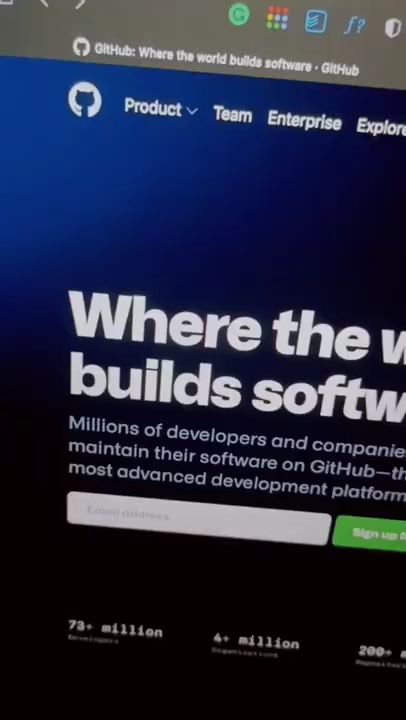 f?
GitHub: Where the world builds software · GitHub
Product Team Enterprise Explore
Where the w
builds softw
Millions of developers and companie
maintain their software on GitHub—th
most advanced development platform
Email address
Sign up f
73+ million
Developers
4+ million
Organizations
200+ m